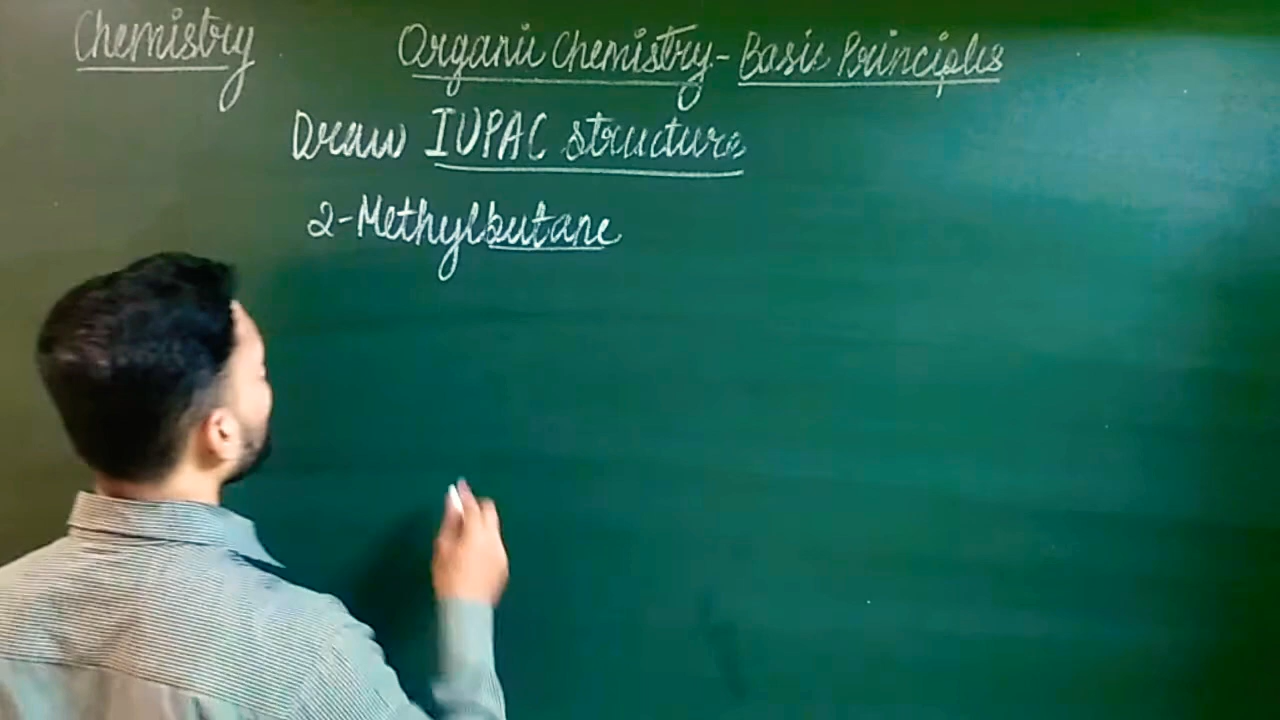 Chemistry
Organic Chemistry - Basic Principles
Draw IUPAC structure
2-Methylbutane